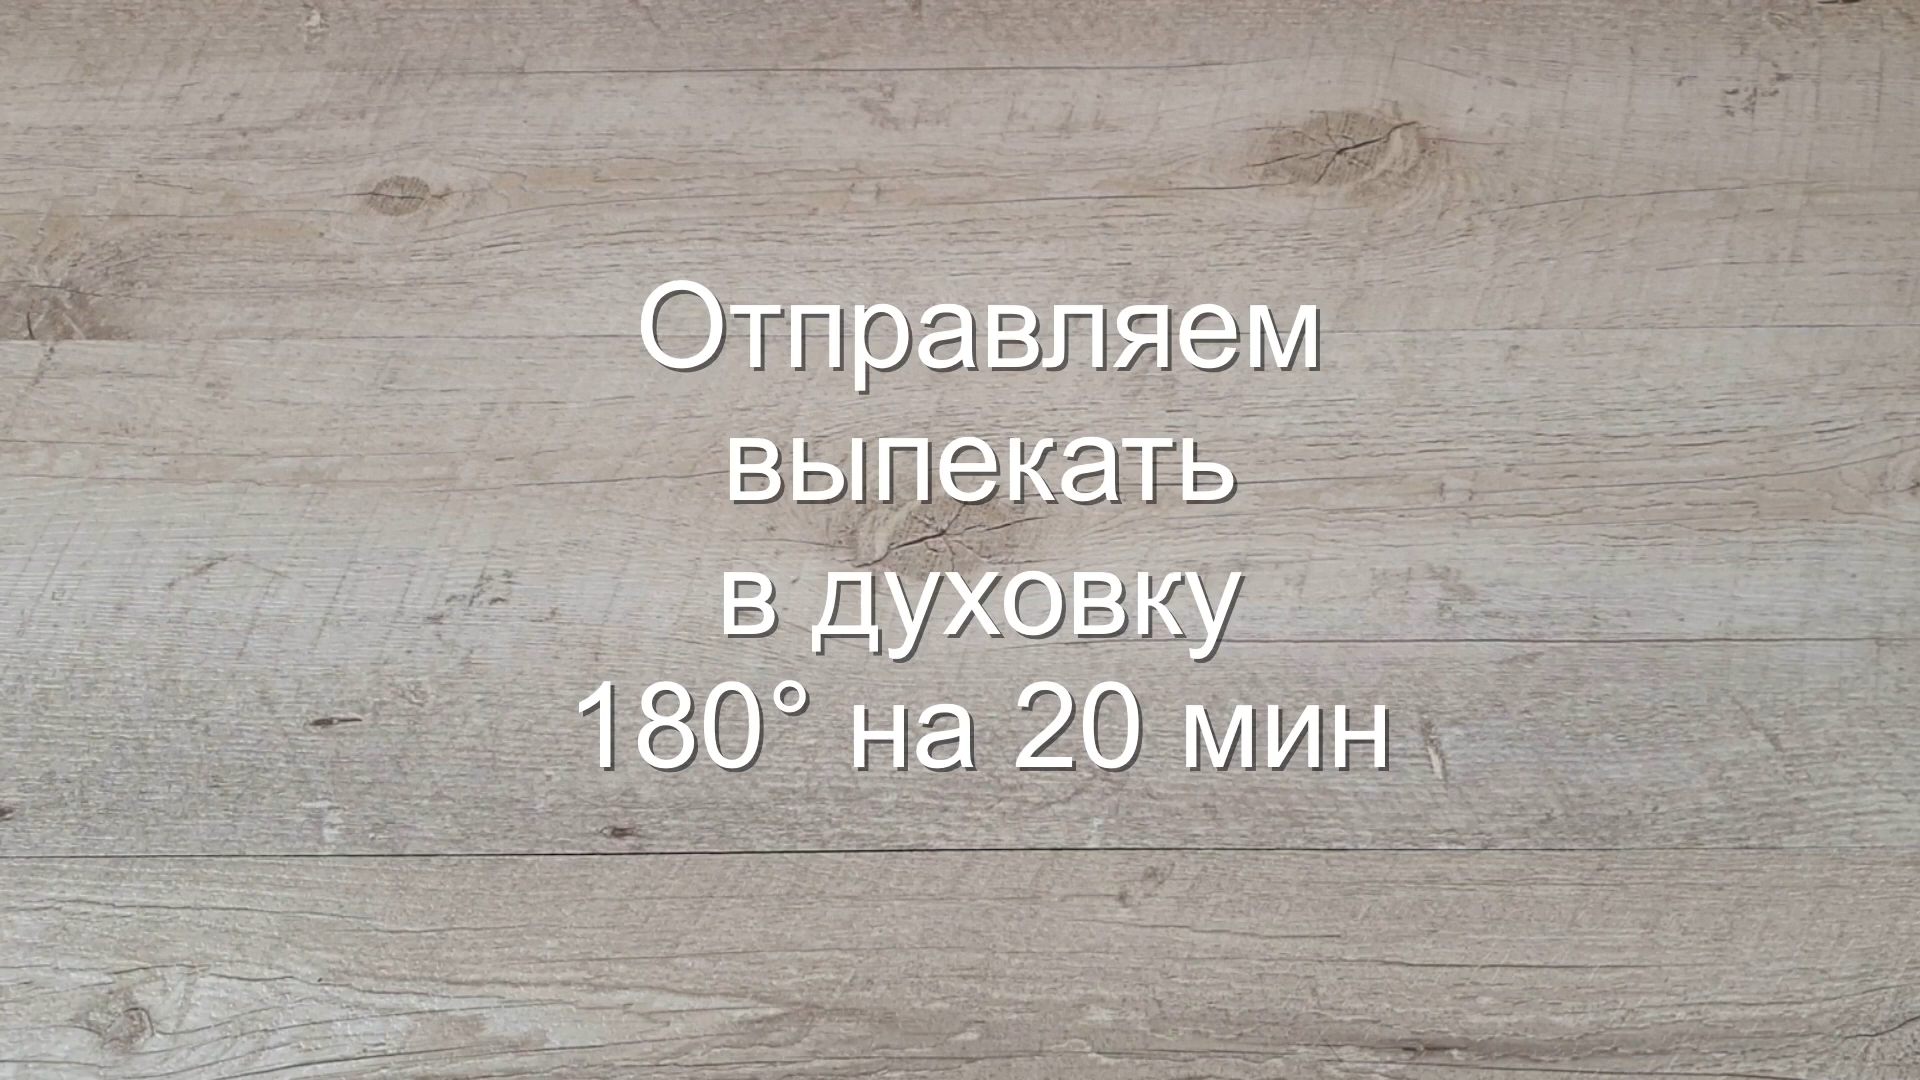 Отправляем
выпекать
в духовку
180° на 20 мин